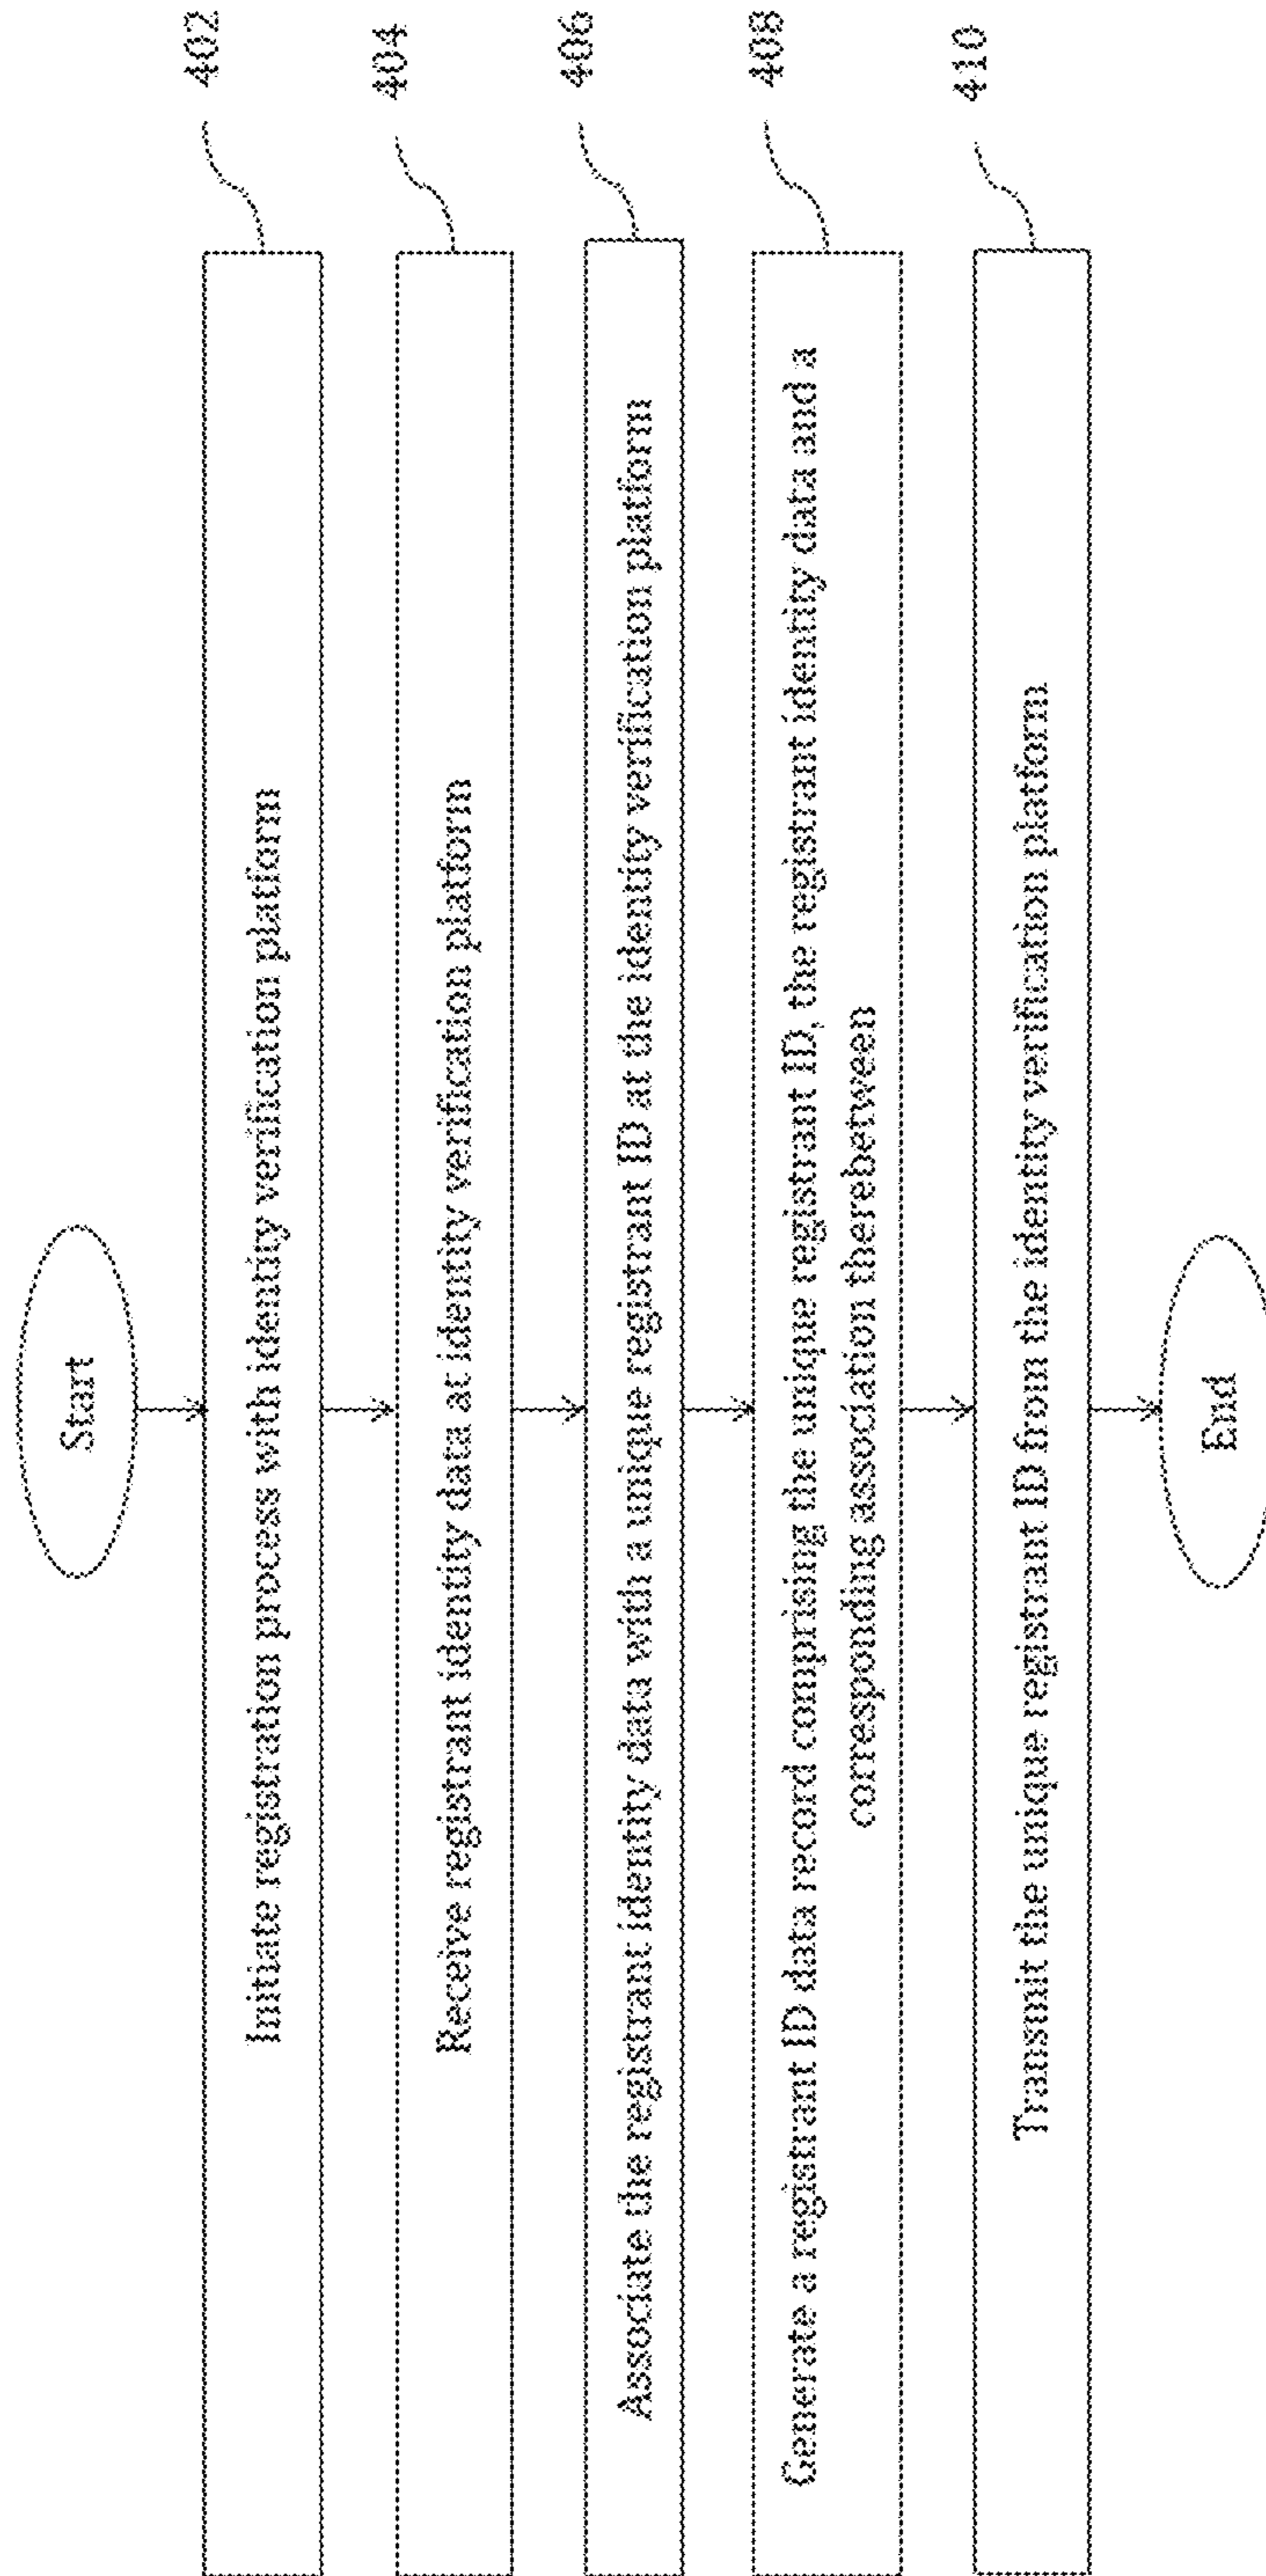 Start
Initiate registration process with identity verification platform
402
Receive registrant identity data at identity verification platform
404
Associate the registrant identity data with a unique registrant ID at the identity verification platform
406
Generate a registrant ID data record comprising the unique registrant ID, the registrant identity data and a
corresponding association therebetween
408
Transmit the unique registrant ID from the identity verification platform
410
End